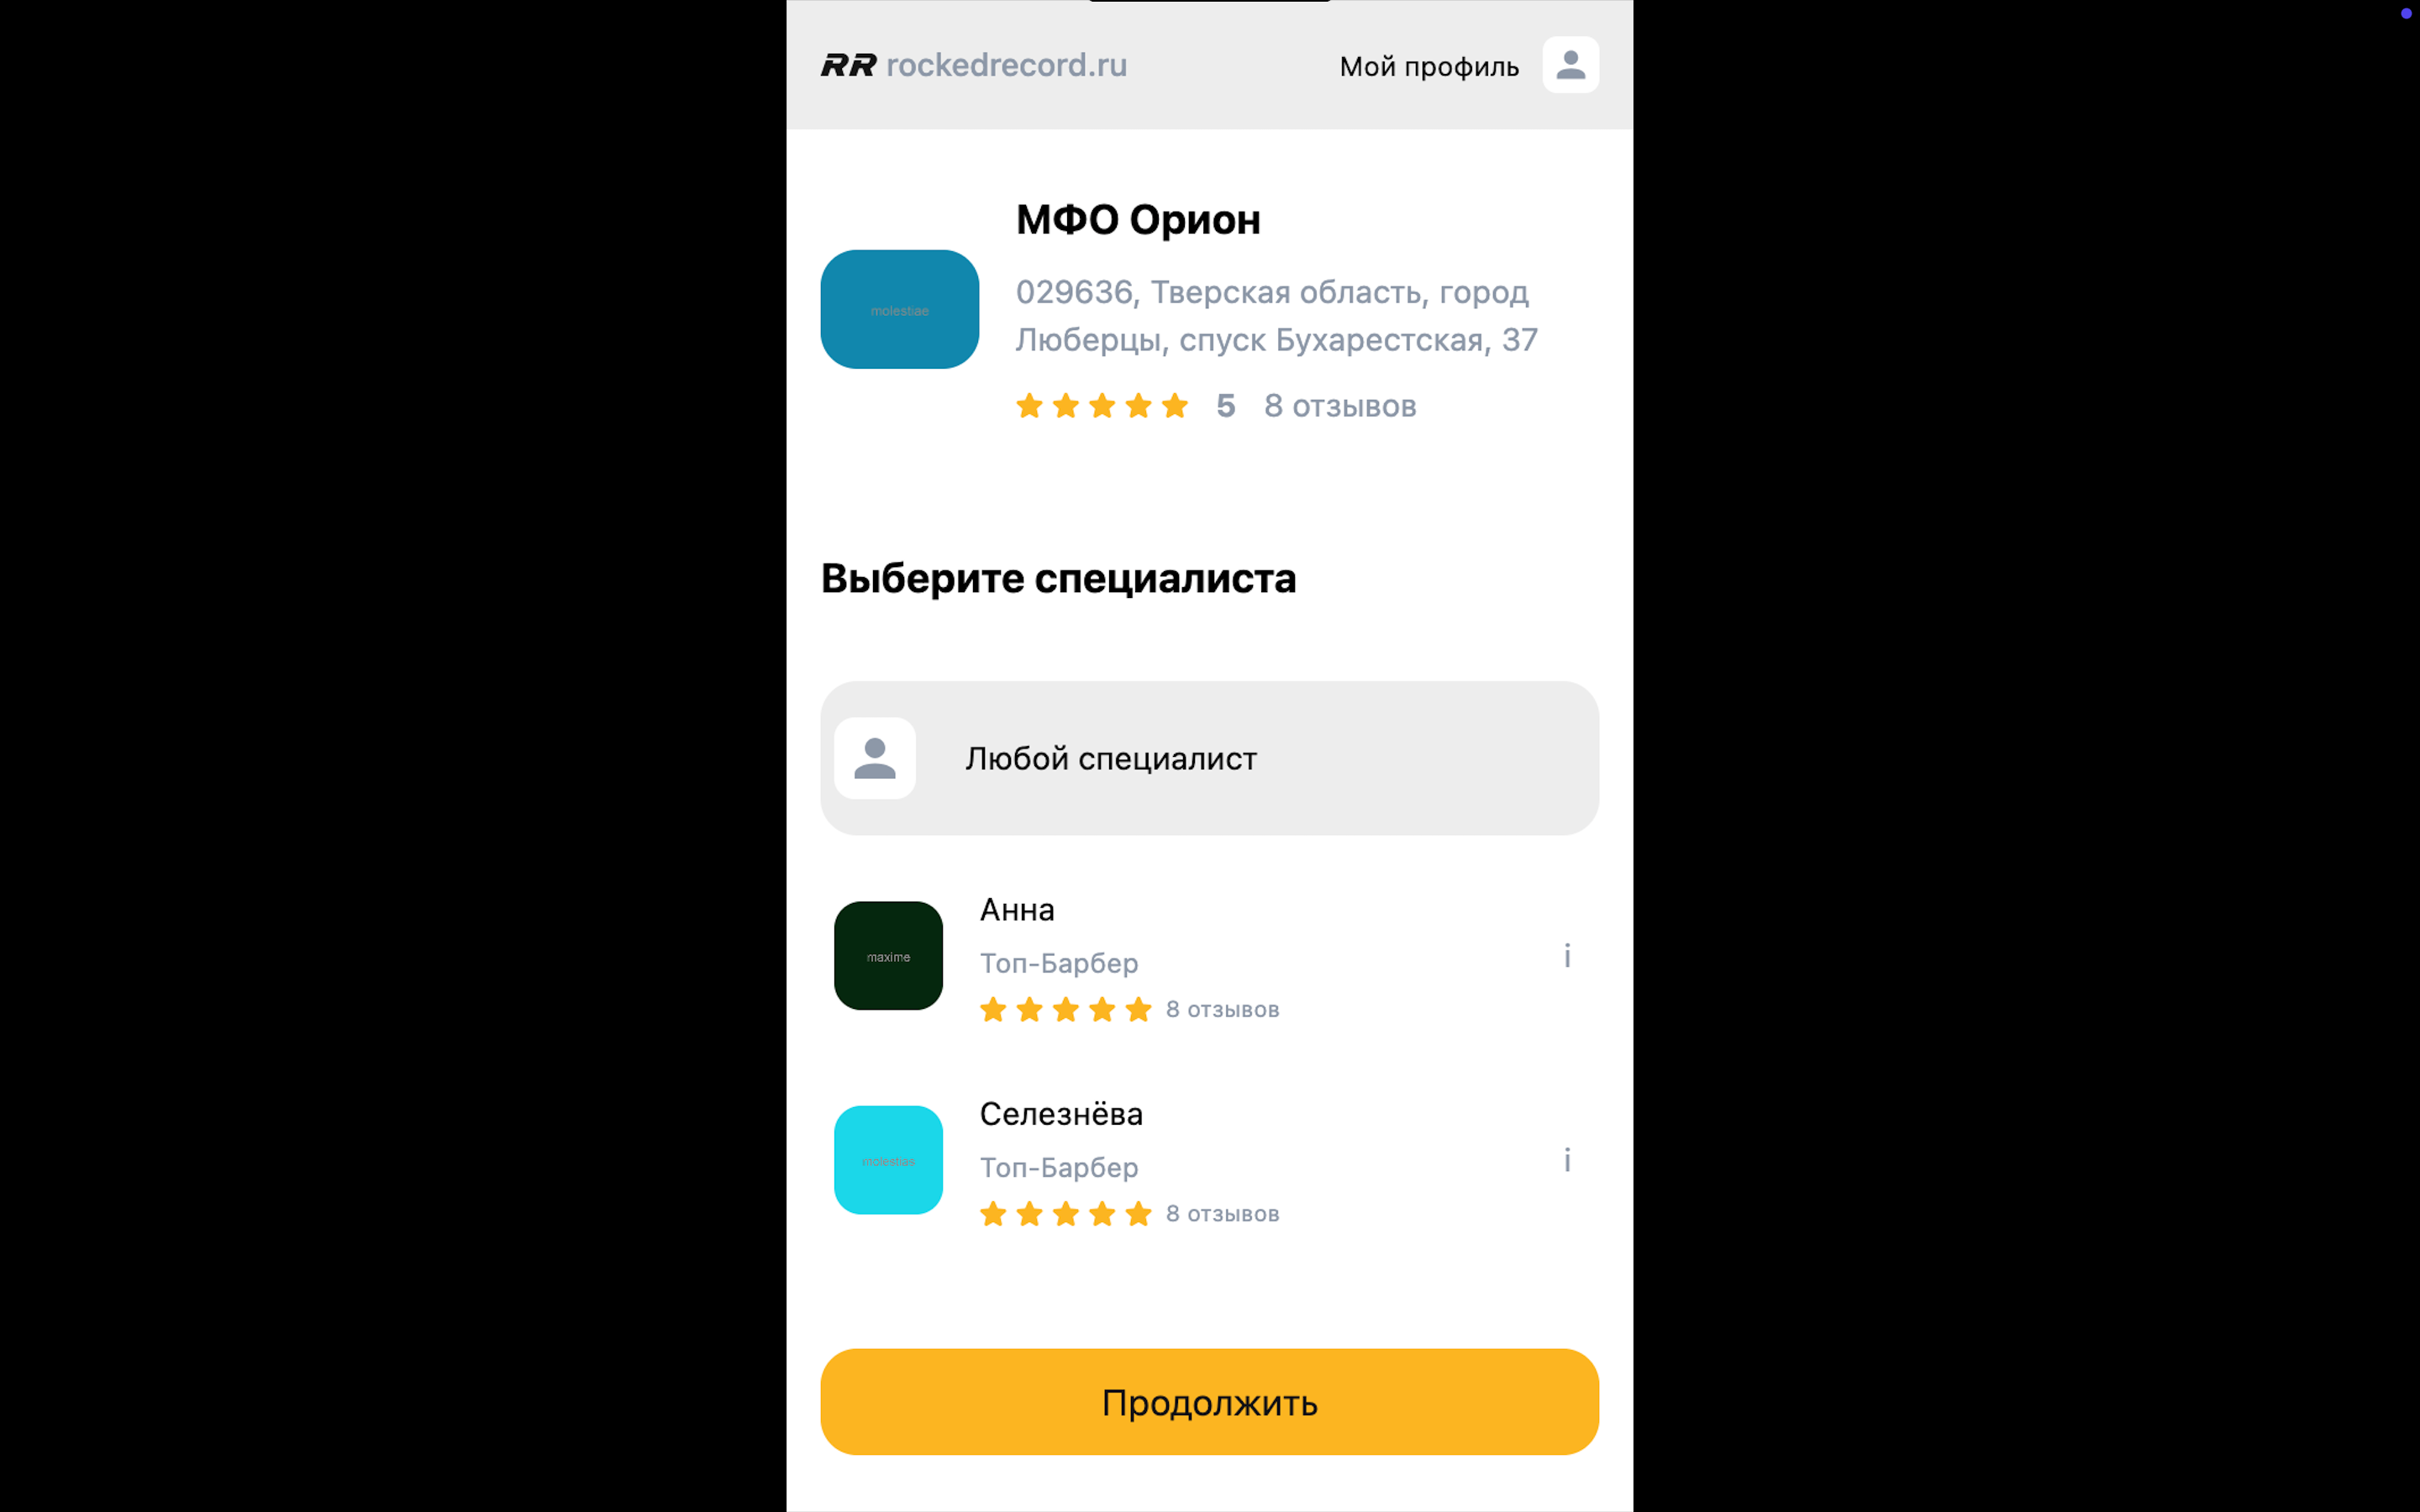 RR rockedrecord.ru
Мой профиль
МФО Орион
molestiae
029636, Тверская область, город
Люберцы, спуск Бухарестская, 37
5 8 отзывов
Выберите специалиста
Любой специалист
Анна
maxime
Топ-Барбер
i
8 отзывов
Селезнёва
molestias
Топ-Барбер
i
8 отзывов
Продолжить